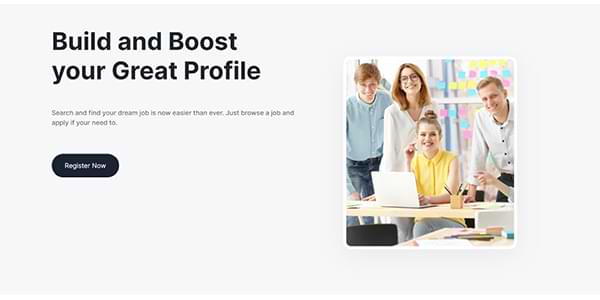 Build and Boost
your Great Profile
Search and find your dream job is now easier than ever. Just browse a job and
apply if your need to.
Register Now